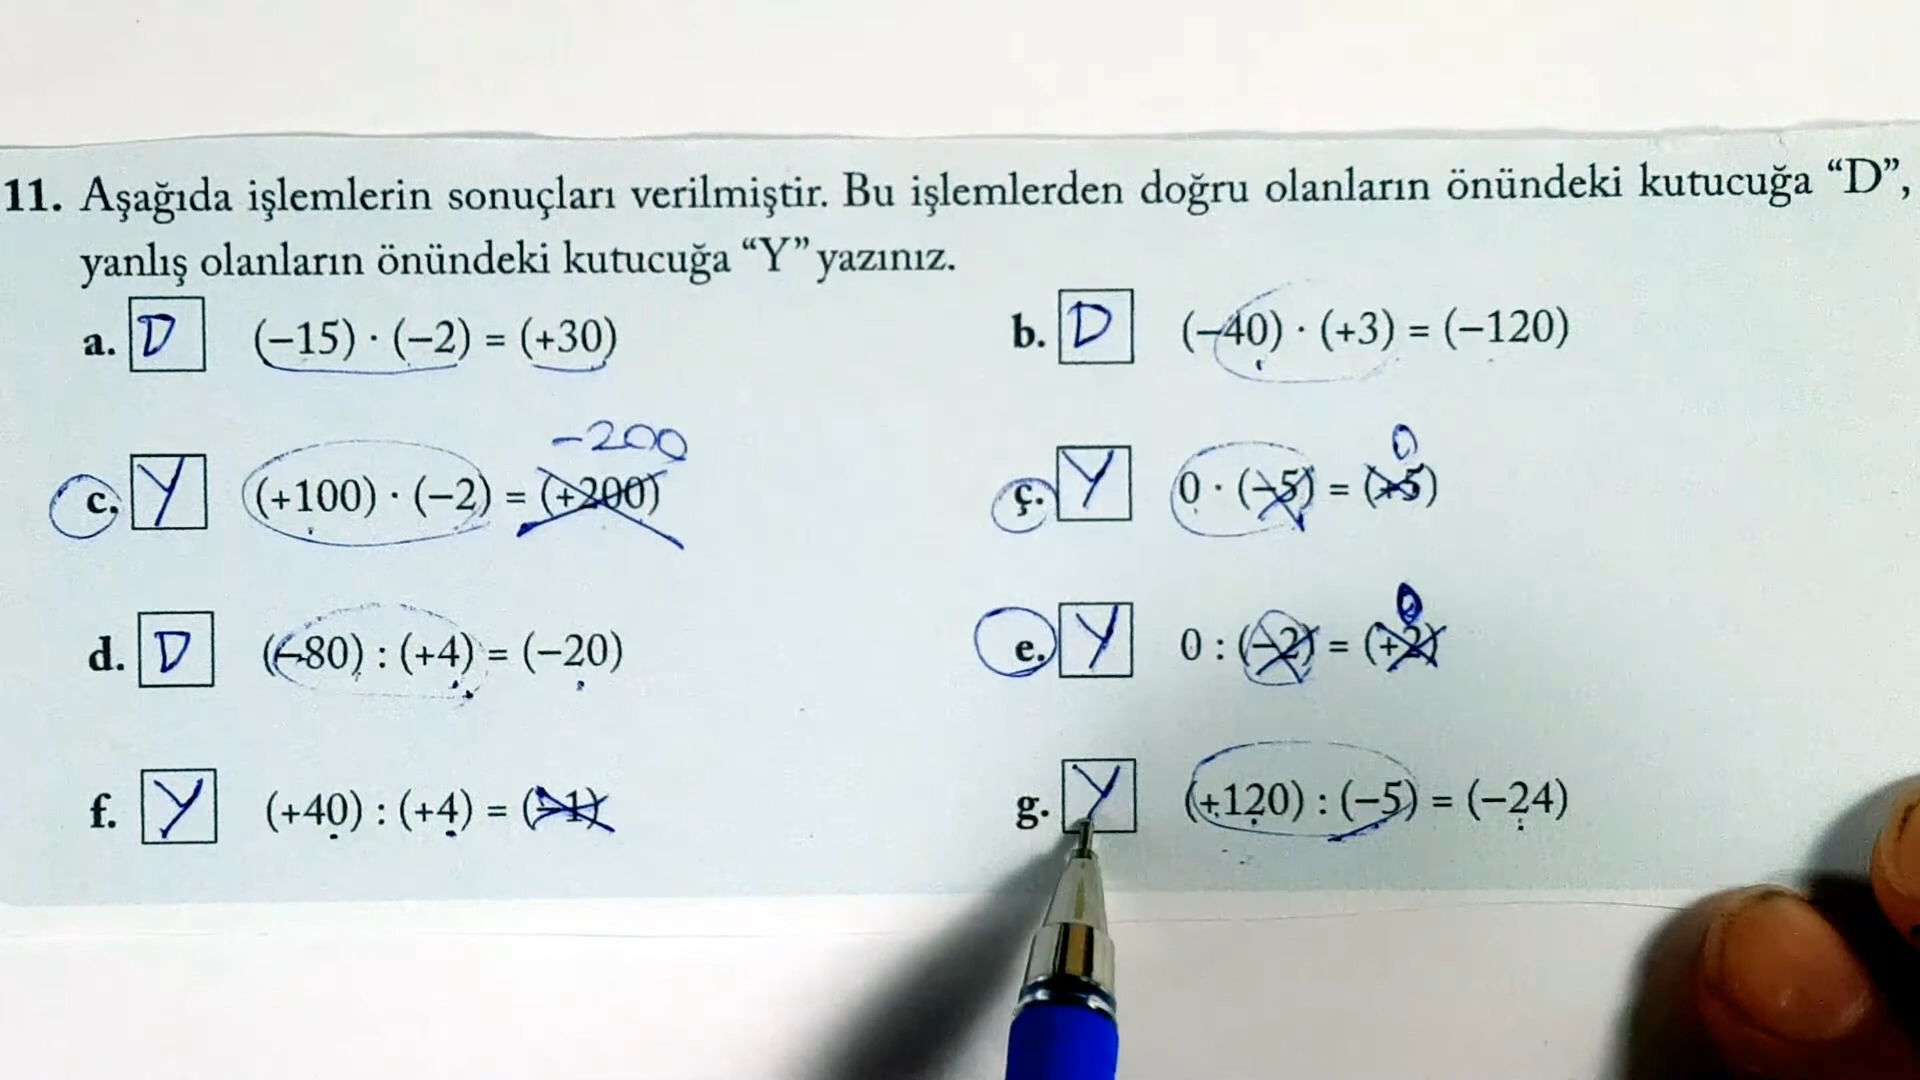 11. Aşağıda işlemlerin sonuçları verilmiştir. Bu işlemlerden doğru olanların önündeki kutucuğa “D”,
yanlış olanların önündeki kutucuğa “Y” yazınız.
a. D (−15) · (−2) = (+30)
b. D (−40) · (+3) = (−120)
−200
c. Y (+100) · (−2) = (+200)
0
ç. Y 0 · (−5) = (+5)
d. D (−80) : (+4) = (−20)
0
e. Y 0 : (−2) = (+2)
f. Y (+40) : (+4) = (−1)
g. Y (+120) : (−5) = (−24)